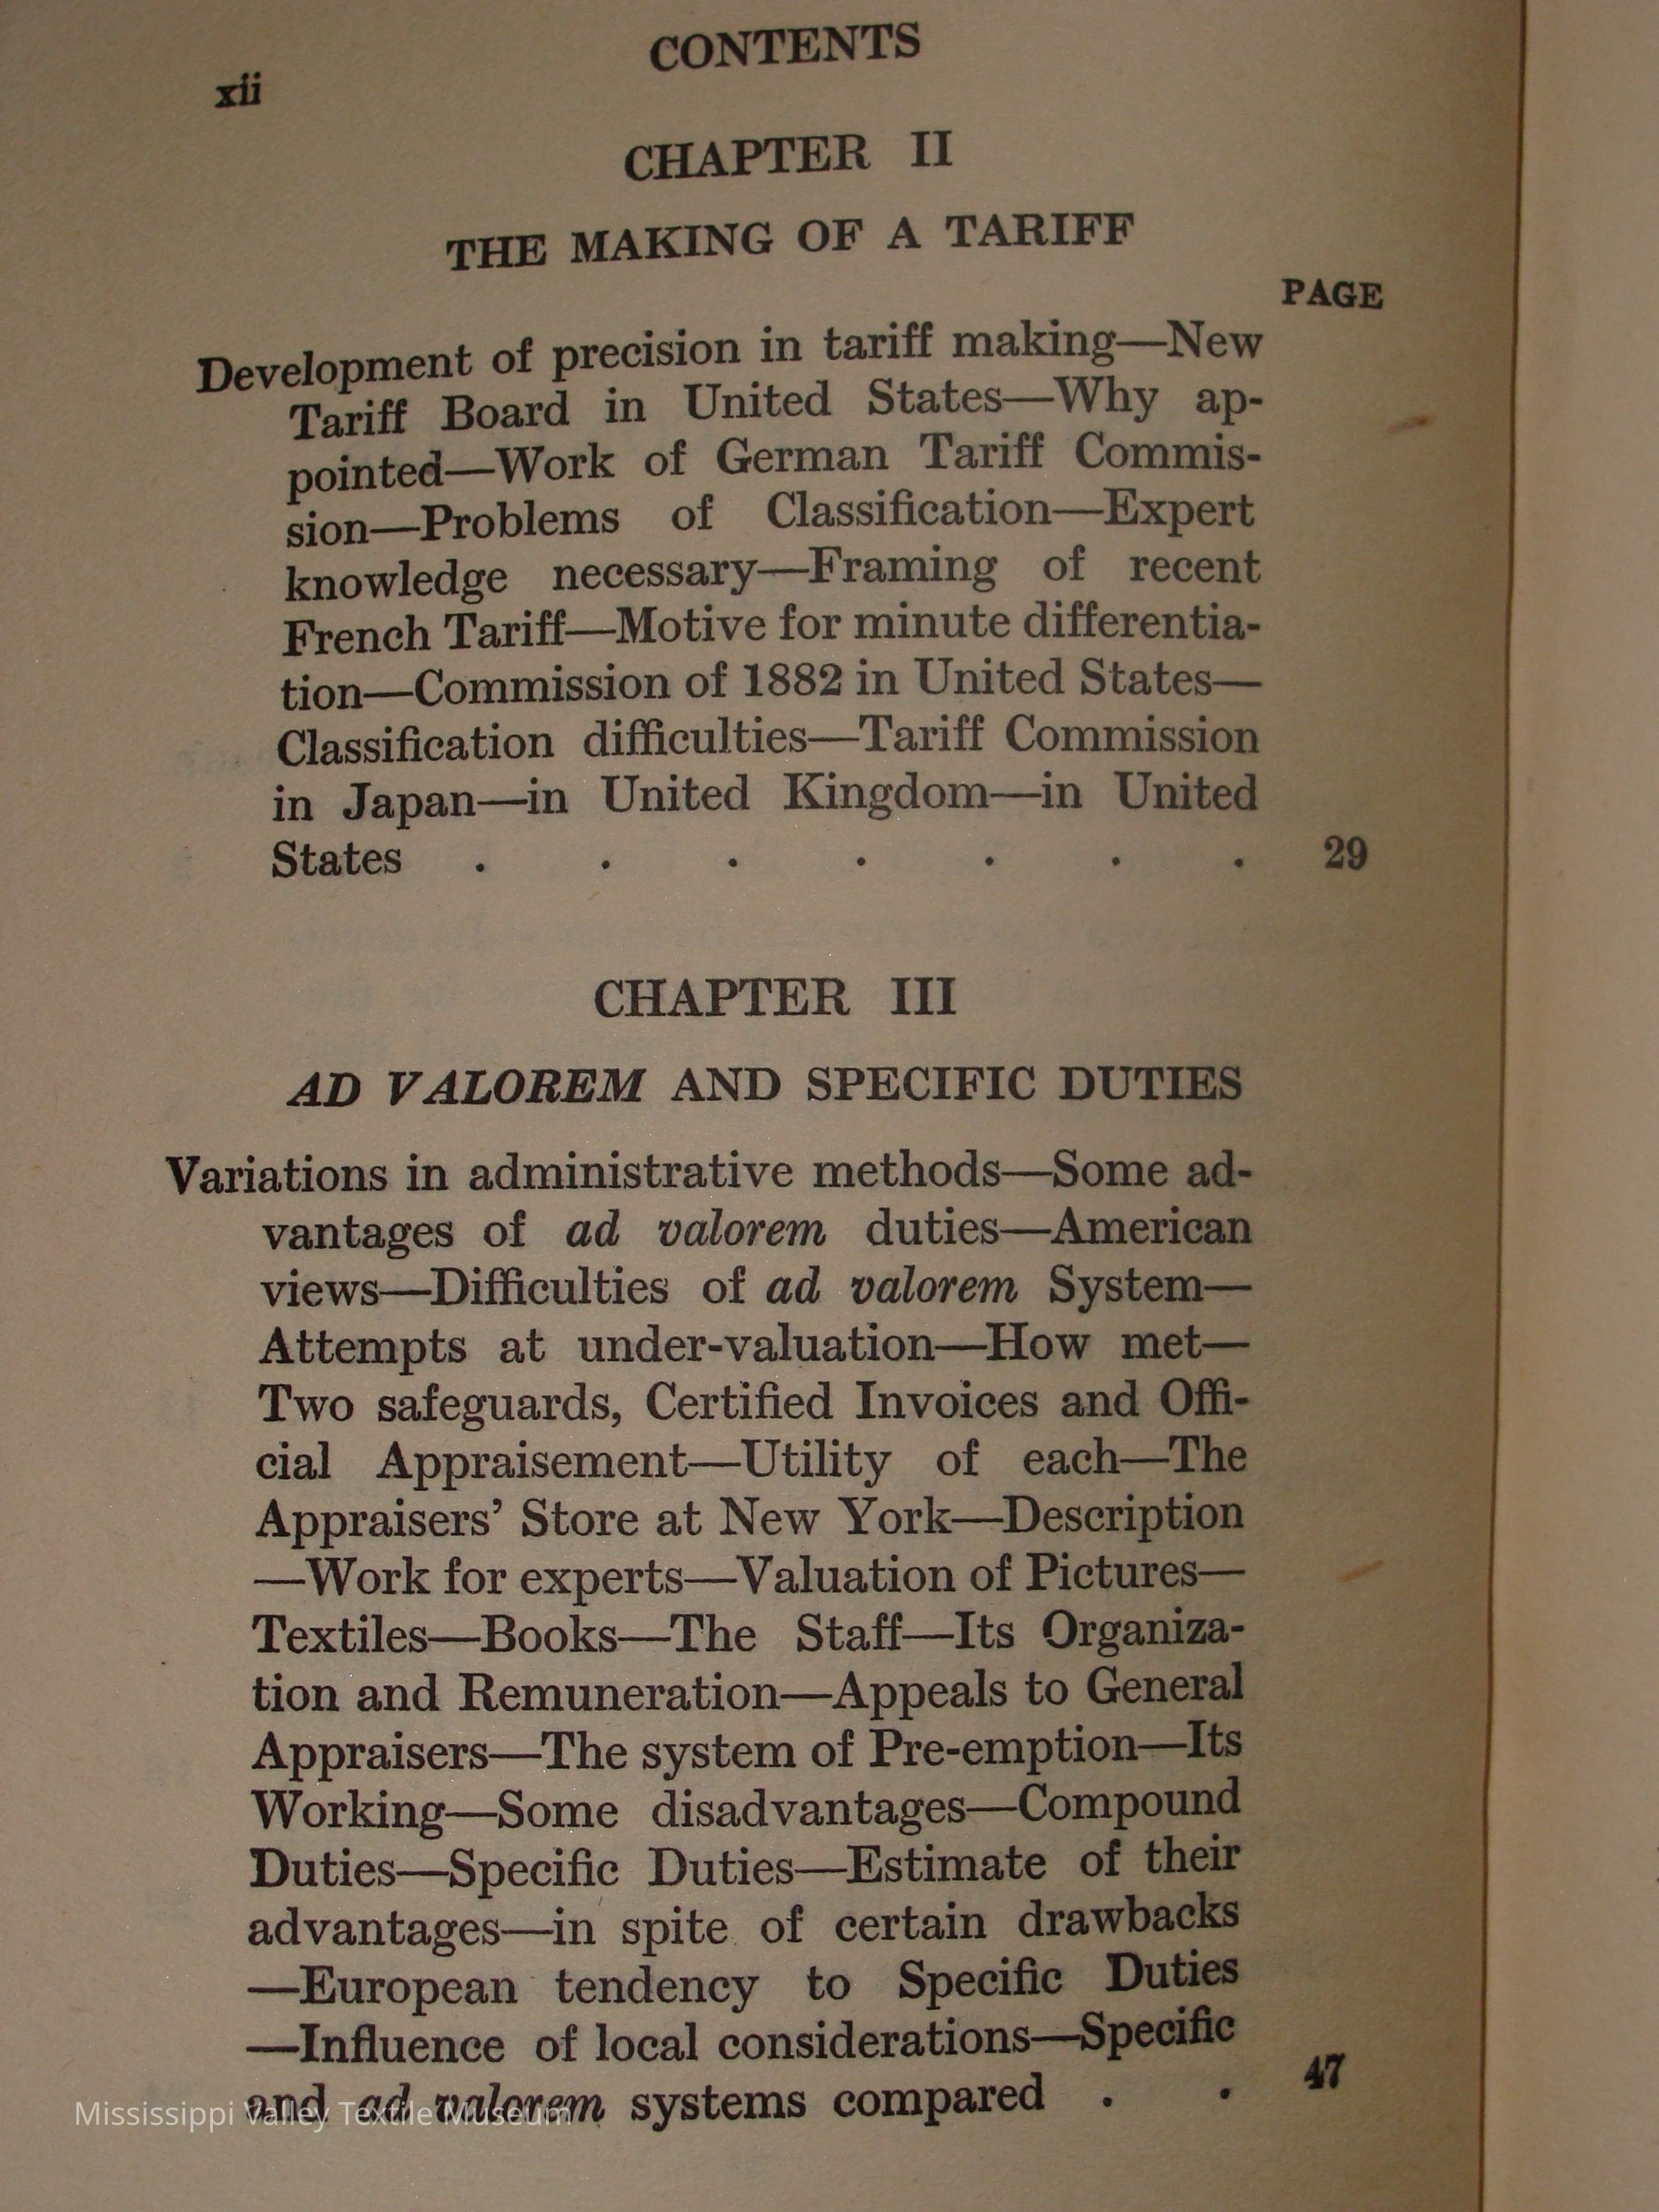 CONTENTS
xii
CHAPTER II
THE MAKING OF A TARIFF
PAGE
Development of precision in tariff making—New
Tariff Board in United States—Why ap-
pointed—Work of German Tariff Commis-
sion—Problems of Classification—Expert
knowledge necessary—Framing of recent
French Tariff—Motive for minute differentia-
tion—Commission of 1882 in United States—
Classification difficulties—Tariff Commission
in Japan—in United Kingdom—in United
States . . . . . . . 29
CHAPTER III
AD VALOREM AND SPECIFIC DUTIES
Variations in administrative methods—Some ad-
vantages of ad valorem duties—American
views—Difficulties of ad valorem System—
Attempts at under-valuation—How met—
Two safeguards, Certified Invoices and Offi-
cial Appraisement—Utility of each—The
Appraisers’ Store at New York—Description
—Work for experts—Valuation of Pictures—
Textiles—Books—The Staff—Its Organiza-
tion and Remuneration—Appeals to General
Appraisers—The system of Pre-emption—Its
Working—Some disadvantages—Compound
Duties—Specific Duties—Estimate of their
advantages—in spite of certain drawbacks
—European tendency to Specific Duties
—Influence of local considerations—Specific
and ad valorem systems compared . . 47
Mississippi Valley Textile Museum